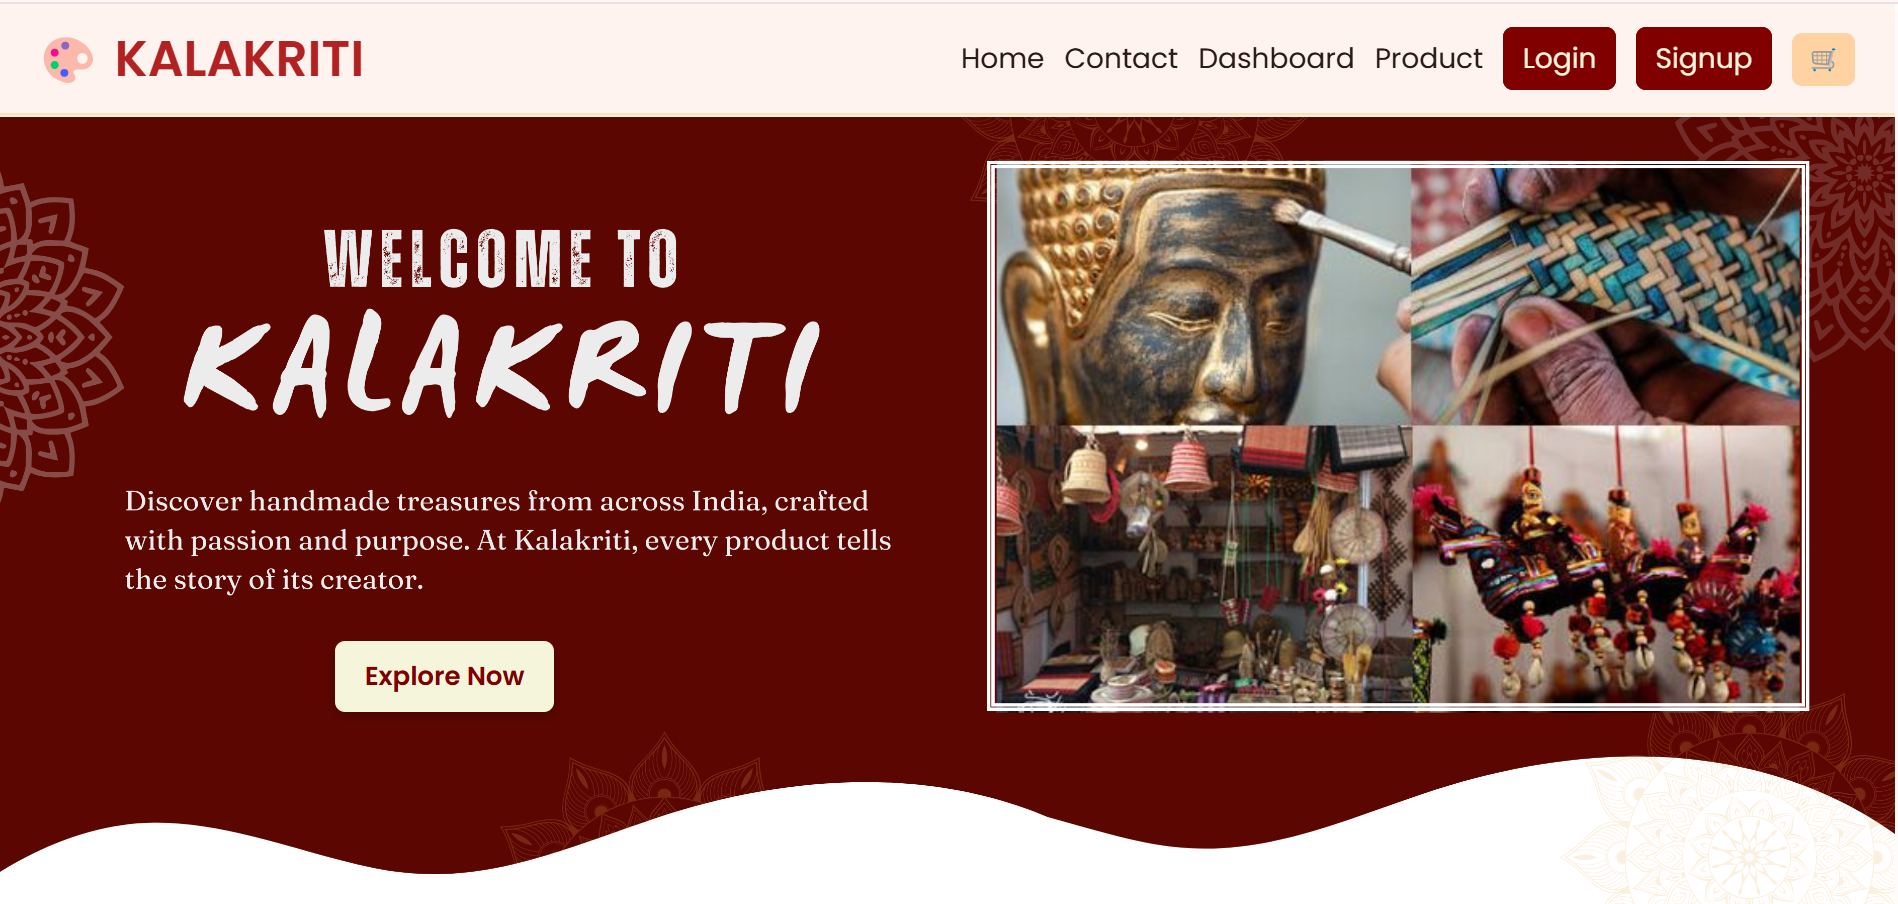 KALAKRITI
Home Contact Dashboard Product Login Signup
WELCOME TO
KALAKRITI
Discover handmade treasures from across India, crafted
with passion and purpose. At Kalakriti, every product tells
the story of its creator.
Explore Now